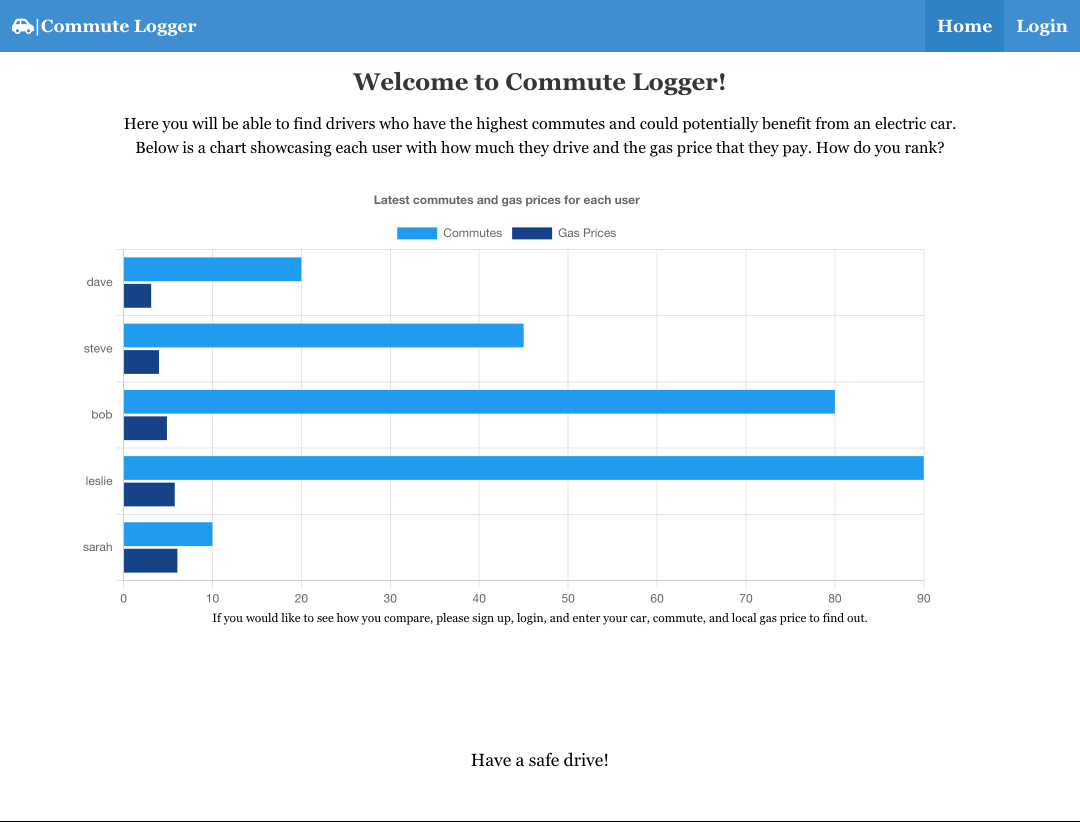 |Commute Logger Home Login
Welcome to Commute Logger!
Here you will be able to find drivers who have the highest commutes and could potentially benefit from an electric car.
Below is a chart showcasing each user with how much they drive and the gas price that they pay. How do you rank?
Latest commutes and gas prices for each user
Commutes Gas Prices
dave
steve
bob
leslie
sarah
0 10 20 30 40 50 60 70 80 90
If you would like to see how you compare, please sign up, login, and enter your car, commute, and local gas price to find out.
Have a safe drive!